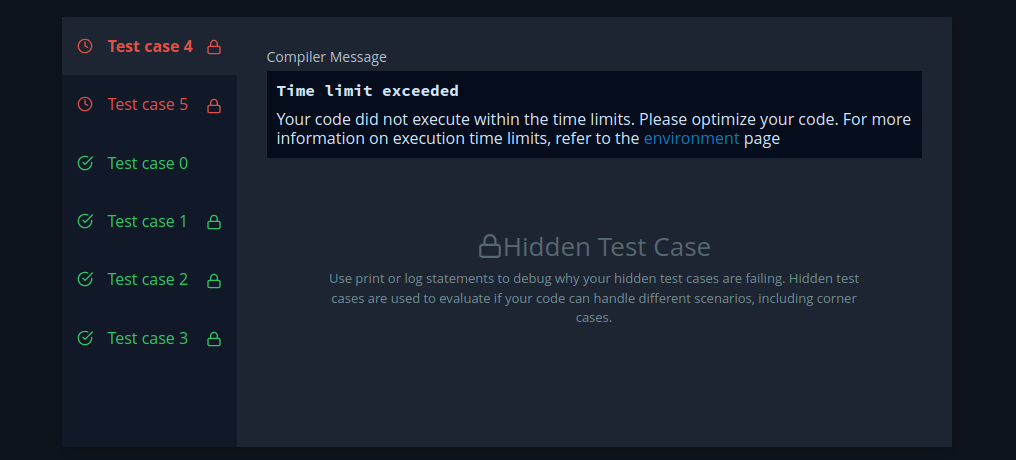 Test case 4
Test case 5
Test case 0
Test case 1
Test case 2
Test case 3
Compiler Message
Time limit exceeded
Your code did not execute within the time limits. Please optimize your code. For more
information on execution time limits, refer to the environment page
Hidden Test Case
Use print or log statements to debug why your hidden test cases are failing. Hidden test
cases are used to evaluate if your code can handle different scenarios, including corner
cases.